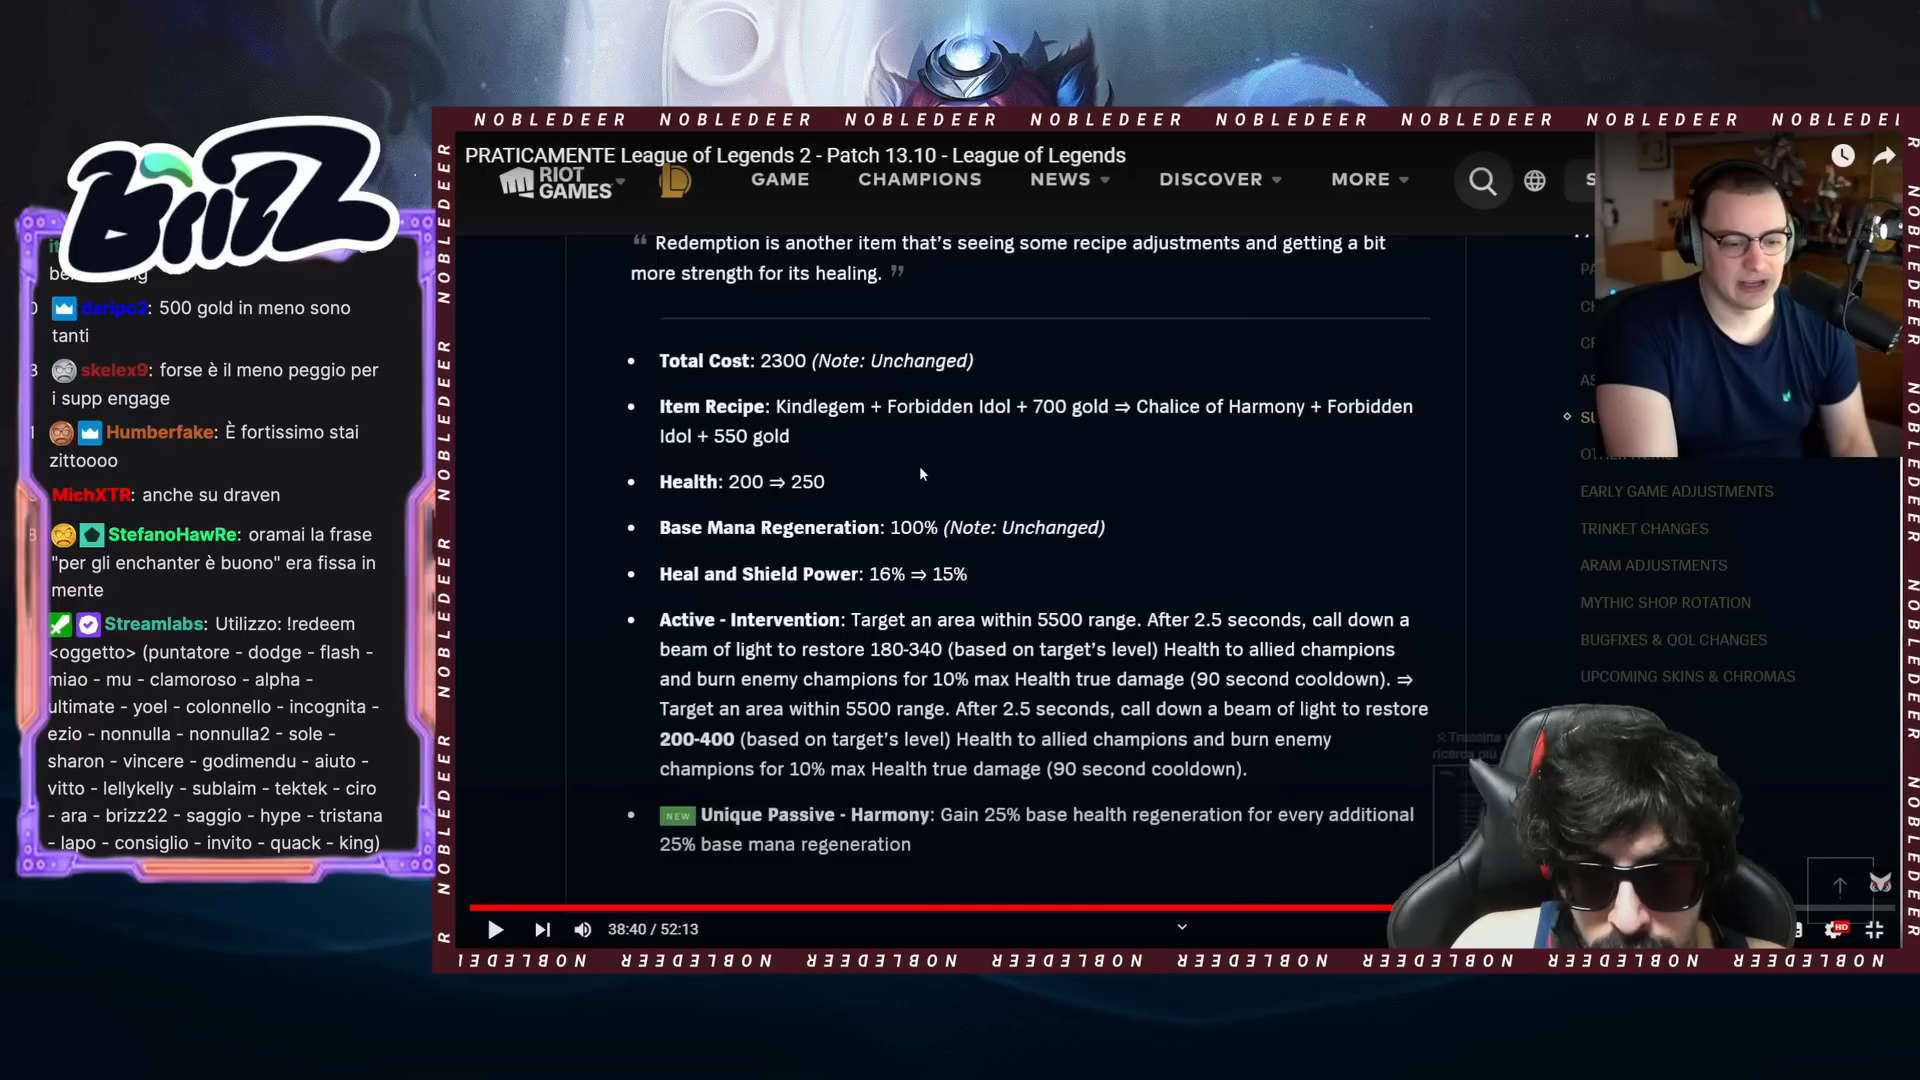 NOBLEDEER NOBLEDEER NOBLEDEER NOBLEDEER NOBLEDEER NOBLEDEER NOBLEDEER
PRATICAMENTE League of Legends 2 - Patch 13.10 - League of Legends
RIOT GAMES
GAME CHAMPIONS NEWS DISCOVER MORE
“ Redemption is another item that’s seeing some recipe adjustments and getting a bit
more strength for its healing. ”
• Total Cost: 2300 (Note: Unchanged)
• Item Recipe: Kindlegem + Forbidden Idol + 700 gold ⇒ Chalice of Harmony + Forbidden
Idol + 550 gold
• Health: 200 ⇒ 250
• Base Mana Regeneration: 100% (Note: Unchanged)
• Heal and Shield Power: 16% ⇒ 15%
• Active - Intervention: Target an area within 5500 range. After 2.5 seconds, call down a
beam of light to restore 180-340 (based on target’s level) Health to allied champions
and burn enemy champions for 10% max Health true damage (90 second cooldown). ⇒
Target an area within 5500 range. After 2.5 seconds, call down a beam of light to restore
200-400 (based on target’s level) Health to allied champions and burn enemy
champions for 10% max Health true damage (90 second cooldown).
• NEW Unique Passive - Harmony: Gain 25% base health regeneration for every additional
25% base mana regeneration
EARLY GAME ADJUSTMENTS
TRINKET CHANGES
ARAM ADJUSTMENTS
MYTHIC SHOP ROTATION
BUGFIXES & QOL CHANGES
UPCOMING SKINS & CHROMAS
38:40 / 52:13
HD
NOBLEDEER NOBLEDEER NOBLEDEER NOBLEDEER NOBLEDEER NOBLEDEER NOBLEDEER NOBLEDEER
brizz
daripo2: 500 gold in meno sono
tanti
skelex9: forse è il meno peggio per
i supp engage
Humberfake: È fortissimo stai
zittoooo
MichXTR: anche su draven
StefanoHawRe: oramai la frase
"per gli enchanter è buono" era fissa in
mente
Streamlabs: Utilizzo: !redeem
<oggetto> (puntatore - dodge - flash -
miao - mu - clamoroso - alpha -
ultimate - yoel - colonnello - incognita -
ezio - nonnulla - nonnulla2 - sole -
sharon - vincere - godimendu - aiuto -
vitto - lellykelly - sublaim - tektek - ciro
- ara - brizz22 - saggio - hype - tristana
- lapo - consiglio - invito - quack - king)